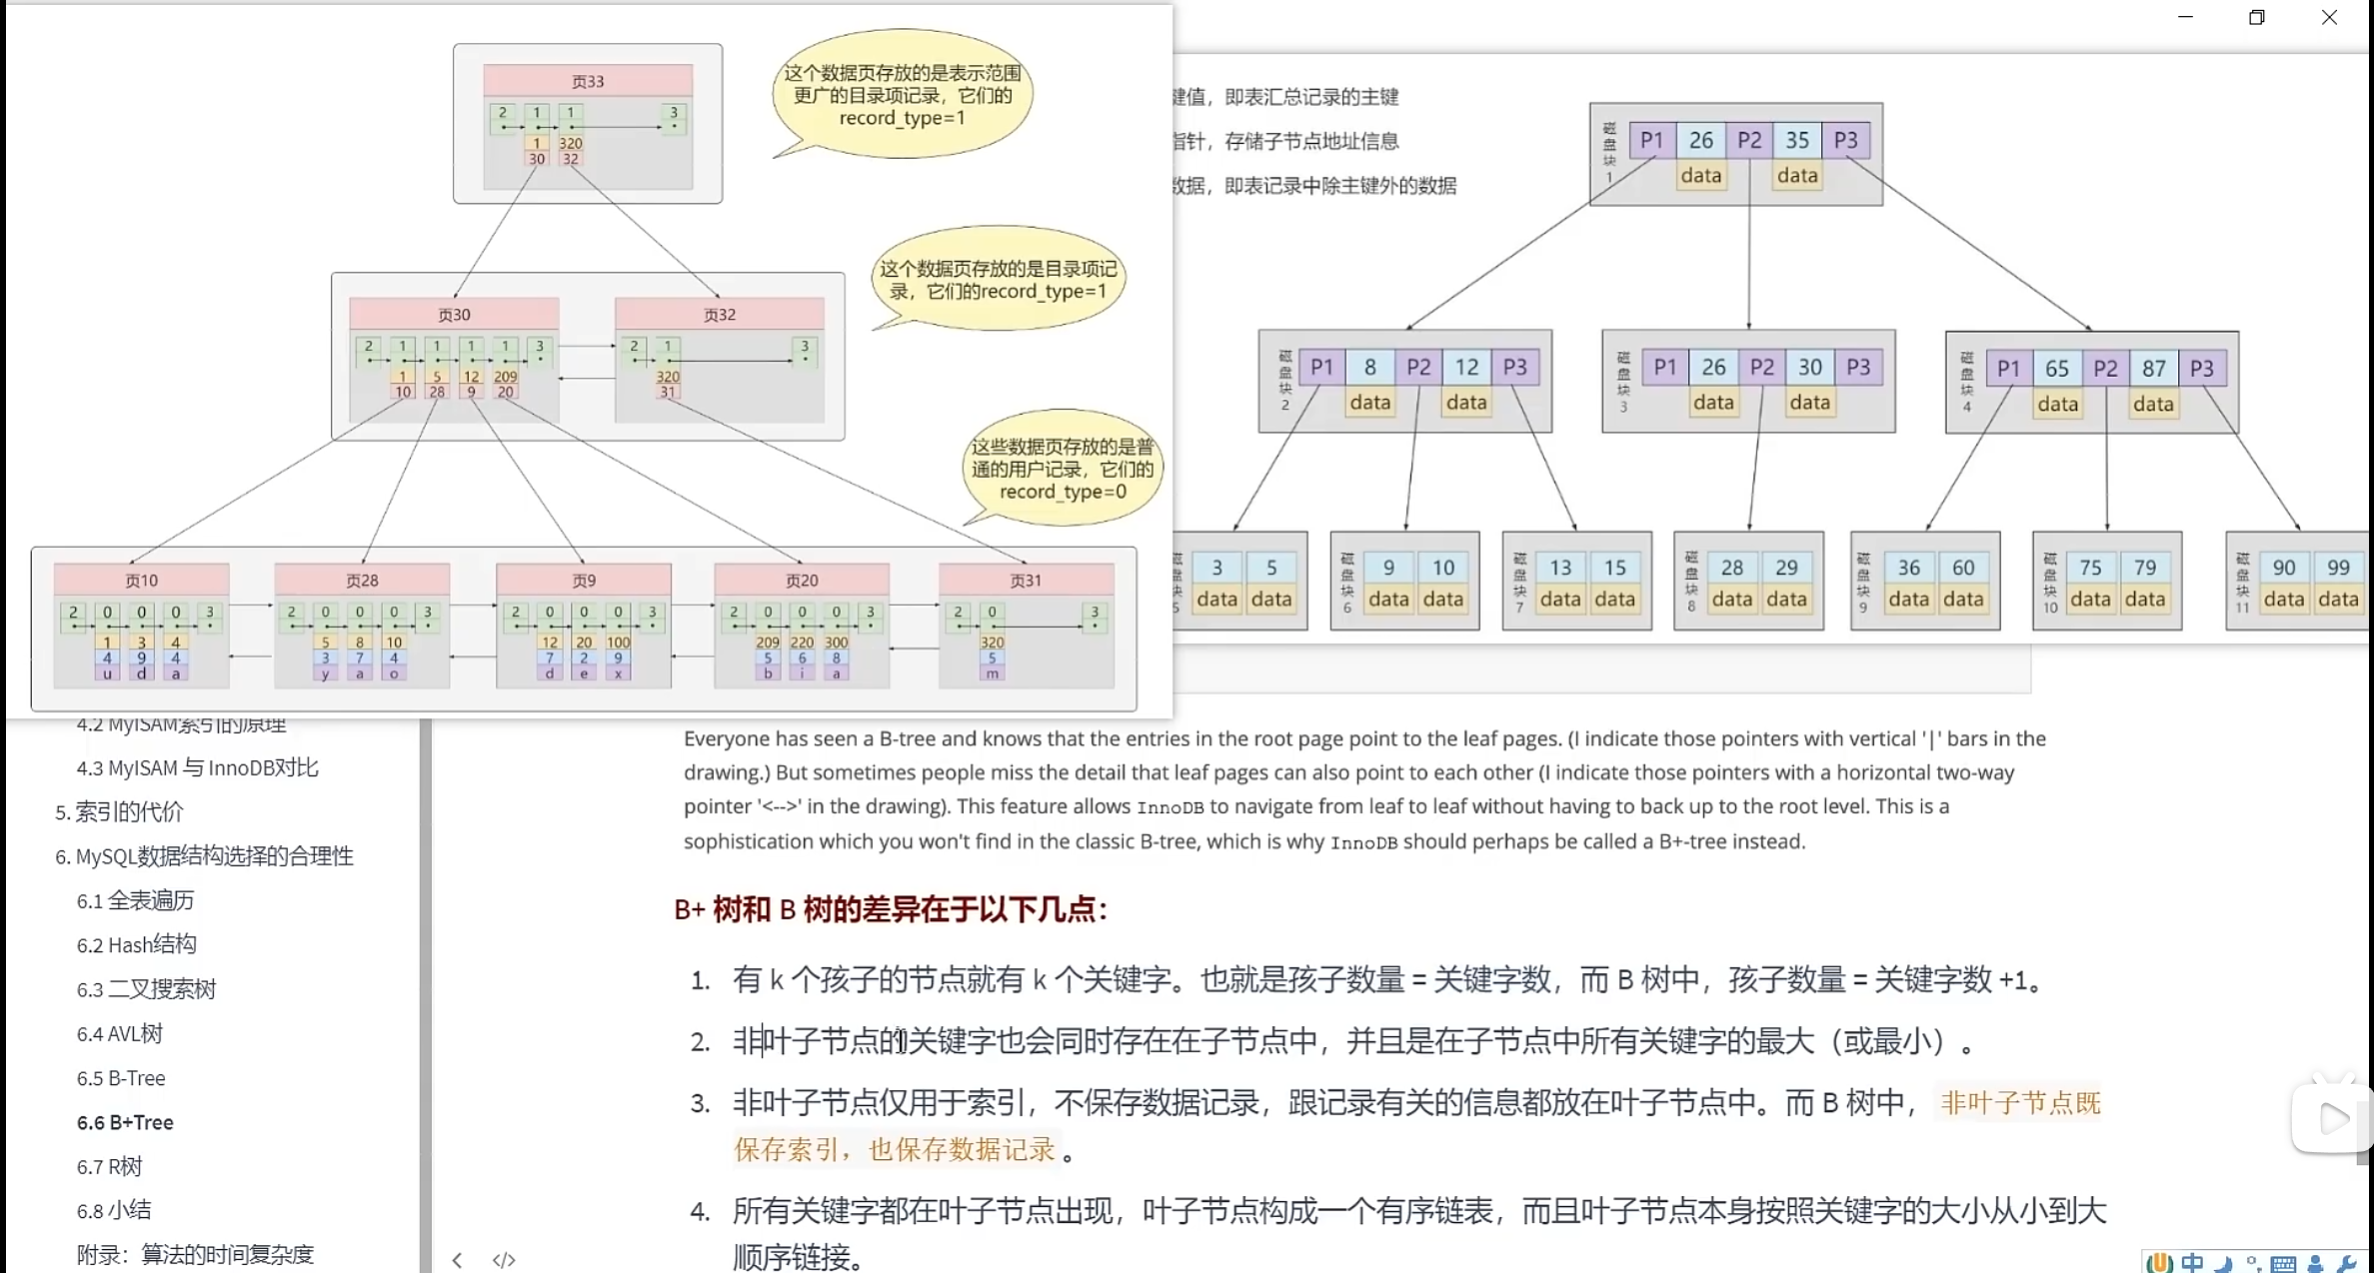 页33
2 1 1 3
1 320
30 32
这个数据页存放的是表示范围
更广的目录项记录，它们的
record_type=1
页30
2 1 1 1 1 3
1 5 12 209
10 28 9 20
页32
2 1 3
320
31
这个数据页存放的是目录项记
录，它们的record_type=1
这些数据页存放的是普
通的用户记录，它们的
record_type=0
页10
2 0 0 0 3
1 3 4
4 9 4
u d a
页28
2 0 0 0 3
5 8 10
3 7 4
y a o
页9
2 0 0 0 3
12 20 100
7 2 9
d e x
页20
2 0 0 0 3
209 220 300
5 6 8
b i a
页31
2 0 3
320
5
m
键值，即表汇总记录的主键
指针，存储子节点地址信息
数据，即表记录中除主键外的数据
磁盘块1
P1 26 P2 35 P3
data data
磁盘块2
P1 8 P2 12 P3
data data
磁盘块3
P1 26 P2 30 P3
data data
磁盘块4
P1 65 P2 87 P3
data data
磁盘块5
3 5
data data
磁盘块6
9 10
data data
磁盘块7
13 15
data data
磁盘块8
28 29
data data
磁盘块9
36 60
data data
磁盘块10
75 79
data data
磁盘块11
90 99
data data
4.2 MyISAM索引的原理
4.3 MyISAM 与 InnoDB对比
5. 索引的代价
6. MySQL数据结构选择的合理性
6.1 全表遍历
6.2 Hash结构
6.3 二叉搜索树
6.4 AVL树
6.5 B-Tree
6.6 B+Tree
6.7 R树
6.8 小结
附录：算法的时间复杂度
Everyone has seen a B-tree and knows that the entries in the root page point to the leaf pages. (I indicate those pointers with vertical '|' bars in the
drawing.) But sometimes people miss the detail that leaf pages can also point to each other (I indicate those pointers with a horizontal two-way
pointer '<-->' in the drawing). This feature allows InnoDB to navigate from leaf to leaf without having to back up to the root level. This is a
sophistication which you won't find in the classic B-tree, which is why InnoDB should perhaps be called a B+-tree instead.
B+ 树和 B 树的差异在于以下几点：
1. 有 k 个孩子的节点就有 k 个关键字。也就是孩子数量 = 关键字数，而 B 树中，孩子数量 = 关键字数 +1。
2. 非叶子节点的关键字也会同时存在在子节点中，并且是在子节点中所有关键字的最大（或最小）。
3. 非叶子节点仅用于索引，不保存数据记录，跟记录有关的信息都放在叶子节点中。而 B 树中， 非叶子节点既
保存索引，也保存数据记录 。
4. 所有关键字都在叶子节点出现，叶子节点构成一个有序链表，而且叶子节点本身按照关键字的大小从小到大
顺序链接。
</>
中